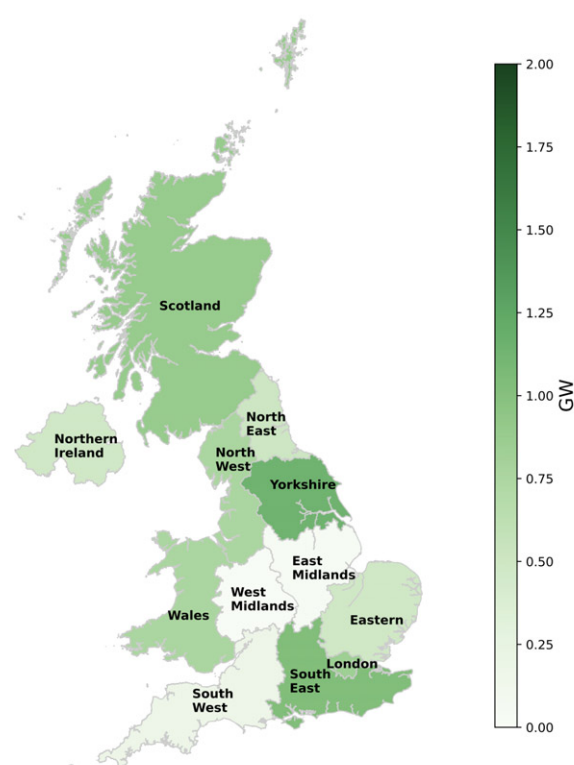 2.00
1.75
1.50
1.25
1.00
0.75
0.50
0.25
0.00
GW
Scotland
North
East
Northern
Ireland
North
West
Yorkshire
East
Midlands
West
Midlands
Wales
Eastern
London
South
East
South
West